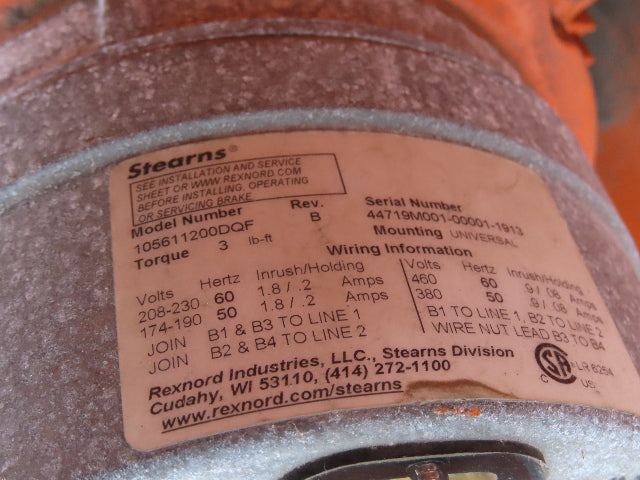 Stearns®
SEE INSTALLATION AND SERVICE
SHEET OR WWW.REXNORD.COM
BEFORE INSTALLING, OPERATING
OR SERVICING BRAKE.
Model Number Rev. Serial Number
105611200DQF B 44719M001-00001-1913
Torque 3 lb-ft Mounting UNIVERSAL
Wiring Information
Volts Hertz Inrush/Holding
208-230 60 1.8 / .2 Amps
174-190 50 1.8 / .2 Amps
JOIN B1 & B3 TO LINE 1
JOIN B2 & B4 TO LINE 2
Volts Hertz Inrush/Holding
460 60 .9 / .08 Amps
380 50 .9 / .08 Amps
B1 TO LINE 1, B2 TO LINE 2
WIRE NUT LEAD B3 TO B4
Rexnord Industries, LLC., Stearns Division
Cudahy, WI 53110, (414) 272-1100
www.rexnord.com/stearns
C US
LR 6254